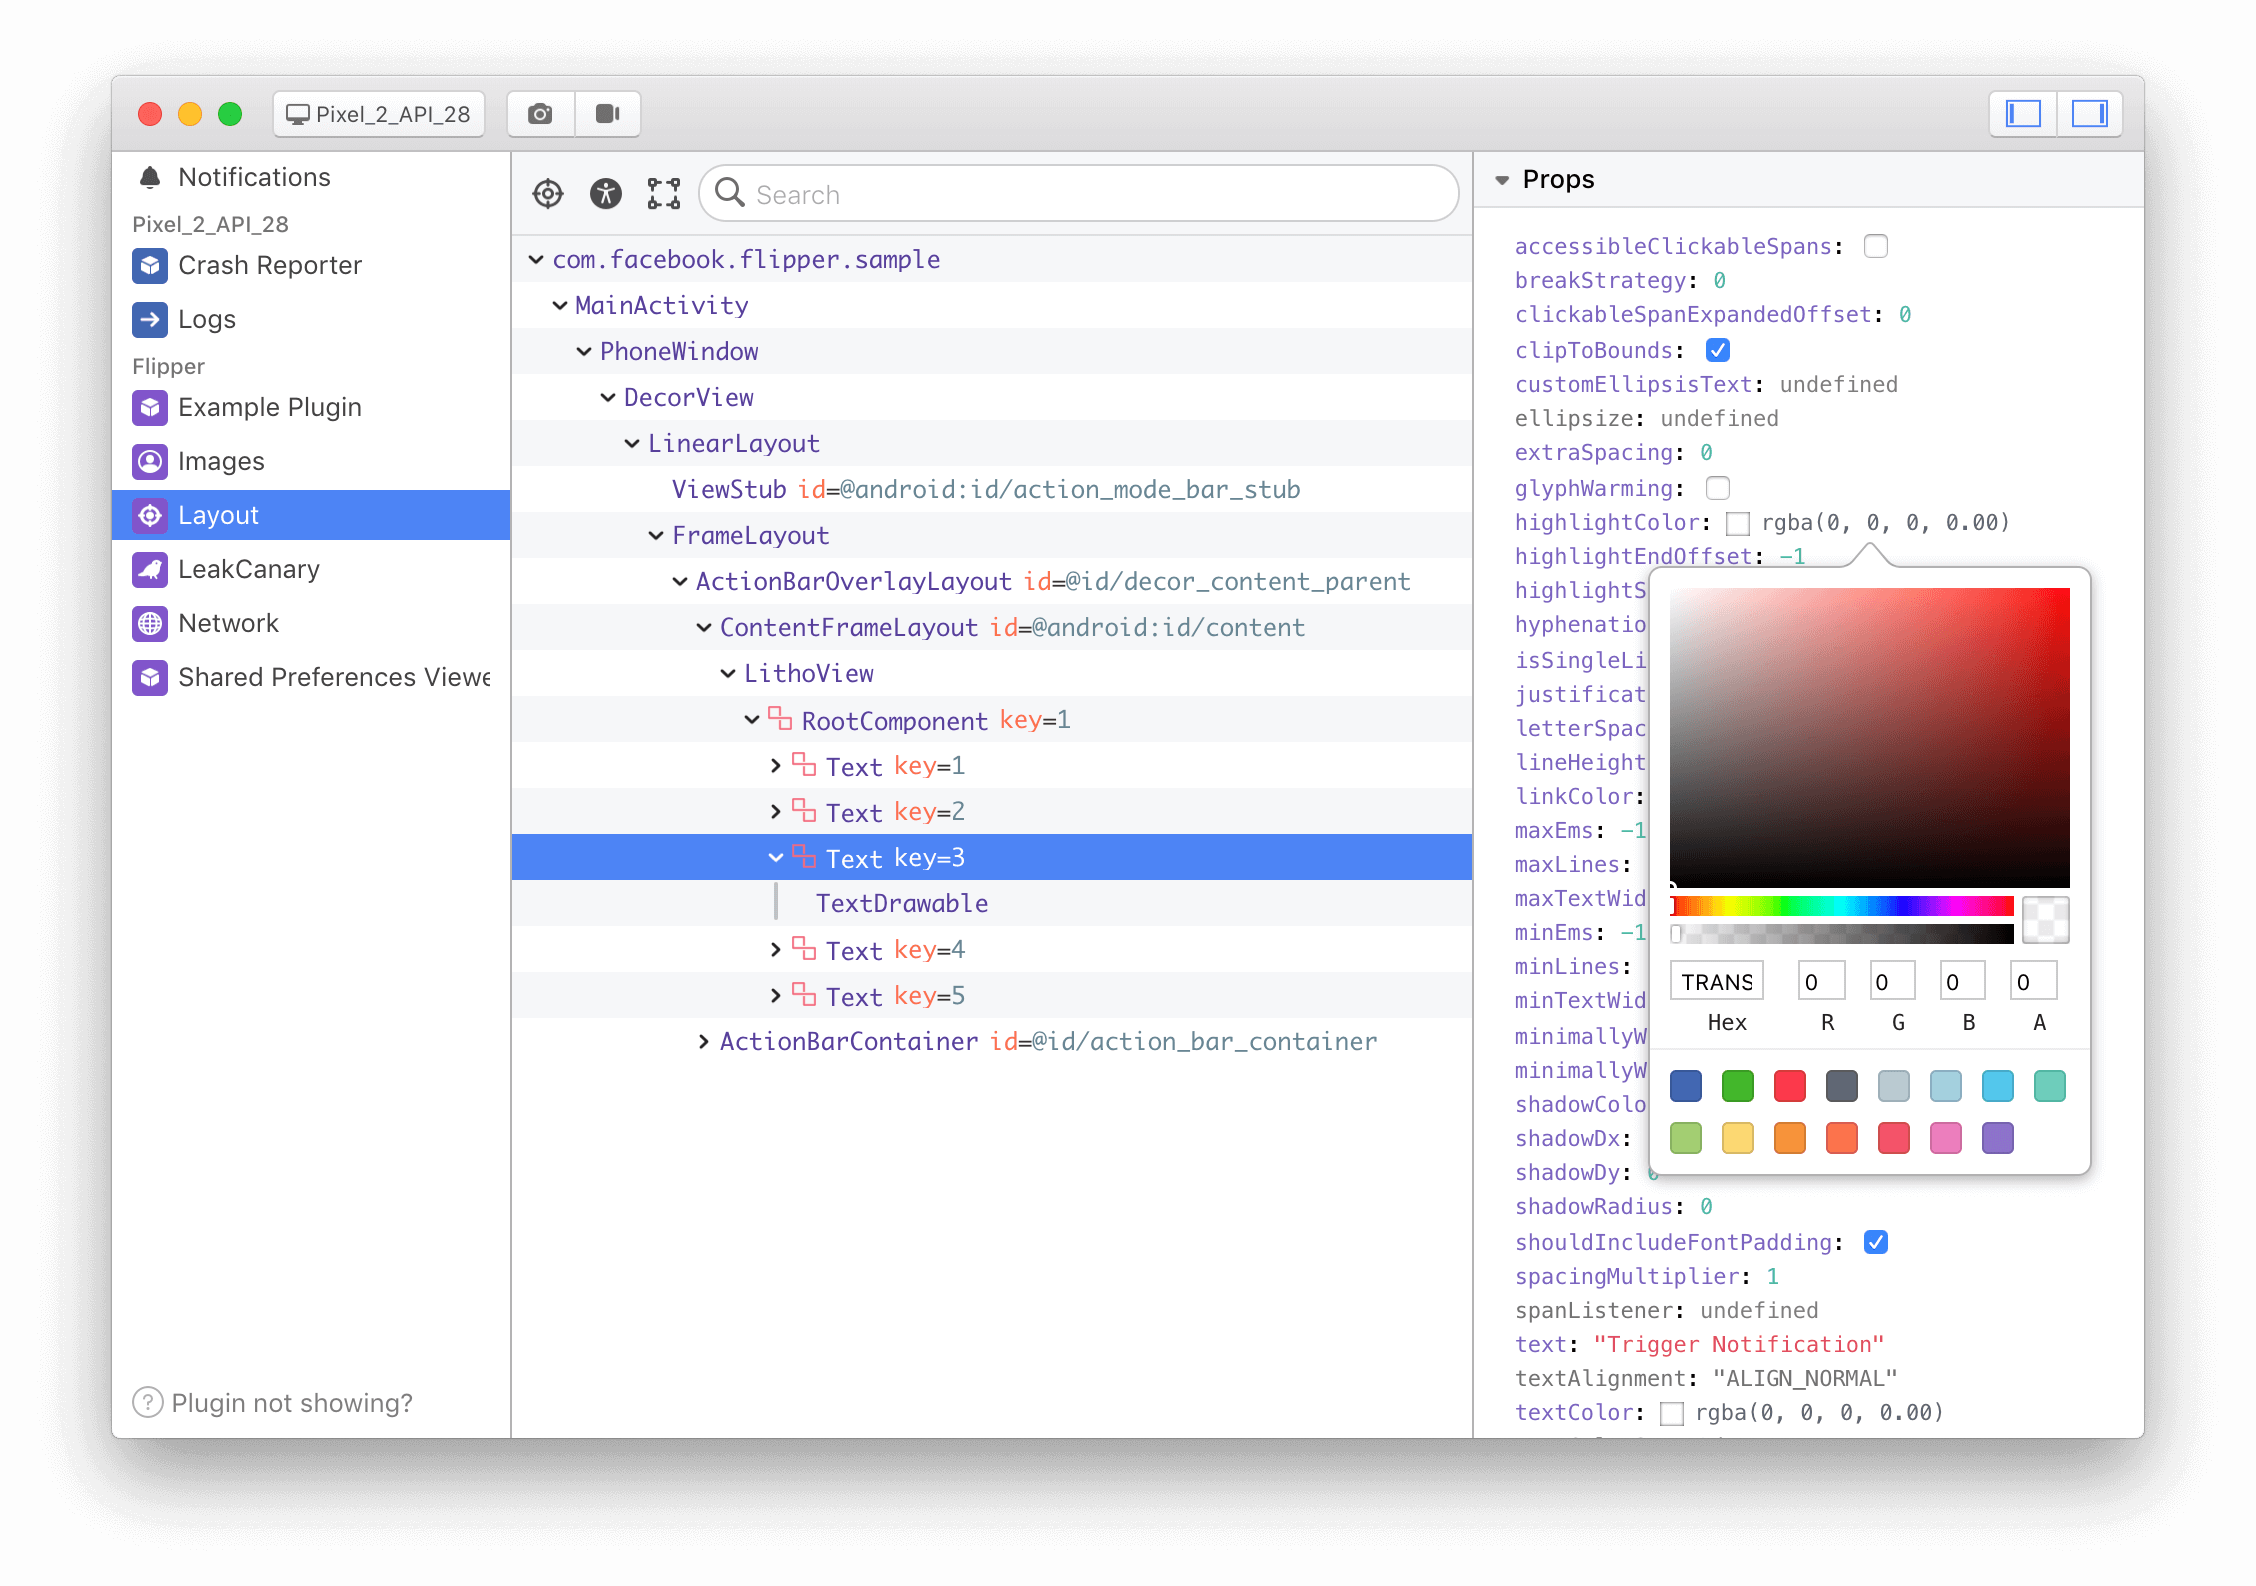 Pixel_2_API_28
Notifications
Pixel_2_API_28
Crash Reporter
Logs
Flipper
Example Plugin
Images
Layout
LeakCanary
Network
Shared Preferences Viewe
? Plugin not showing?
Search
com.facebook.flipper.sample
MainActivity
PhoneWindow
DecorView
LinearLayout
ViewStub id=@android:id/action_mode_bar_stub
FrameLayout
ActionBarOverlayLayout id=@id/decor_content_parent
ContentFrameLayout id=@android:id/content
LithoView
RootComponent key=1
Text key=1
Text key=2
Text key=3
TextDrawable
Text key=4
Text key=5
ActionBarContainer id=@id/action_bar_container
Props
accessibleClickableSpans:
breakStrategy: 0
clickableSpanExpandedOffset: 0
clipToBounds:
customEllipsisText: undefined
ellipsize: undefined
extraSpacing: 0
glyphWarming:
highlightColor: rgba(0, 0, 0, 0.00)
highlightEndOffset: -1
highlightS
hyphenatio
isSingleLi
justificat
letterSpac
lineHeight
linkColor:
maxEms: -1
maxLines:
maxTextWid
minEms: -1
minLines:
minTextWid
minimallyW
minimallyW
shadowColo
shadowDx:
shadowDy: 0
shadowRadius: 0
shouldIncludeFontPadding:
spacingMultiplier: 1
spanListener: undefined
text: "Trigger Notification"
textAlignment: "ALIGN_NORMAL"
textColor: rgba(0, 0, 0, 0.00)
TRANS 0 0 0 0
Hex R G B A